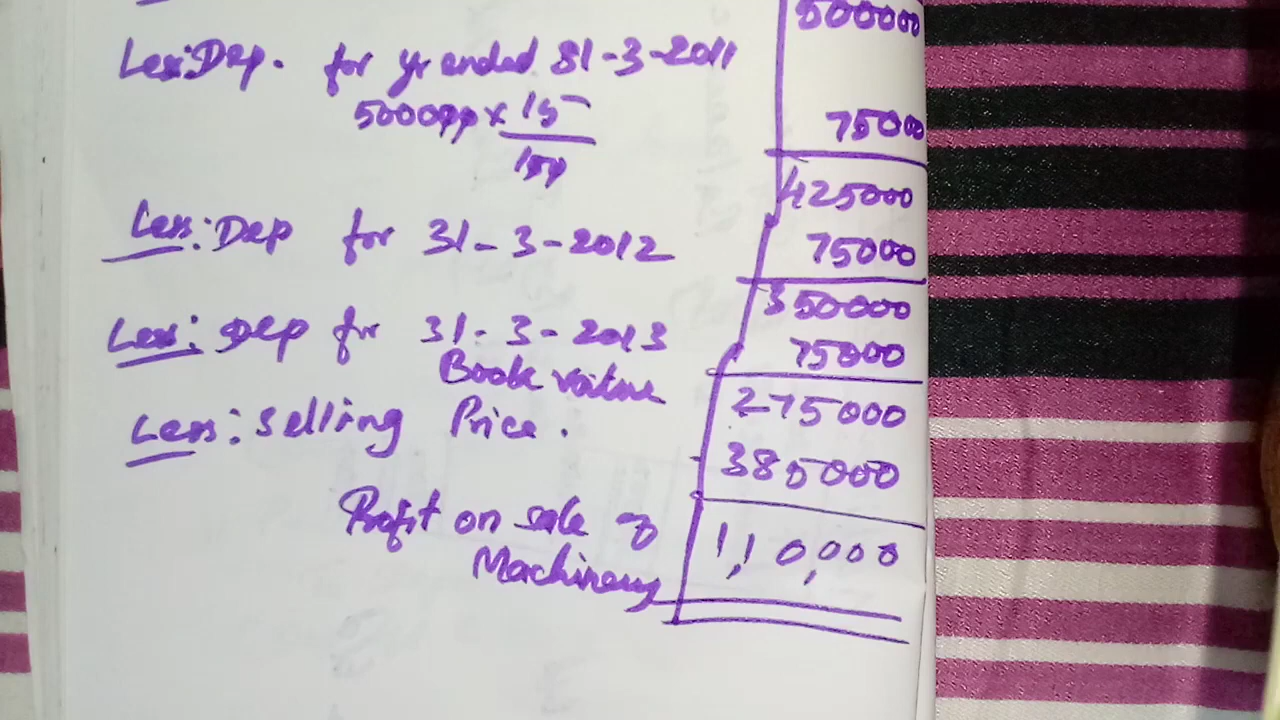 500000
Less: Dep. for yr ended 31-3-2011
500000 x 15 75000
100
425000
Less: Dep for 31-3-2012 75000
350000
Less: Dep for 31-3-2013 75000
Book value
275000
Less: Selling Price. 385000
Profit on sale of 1,10,000
Machinery